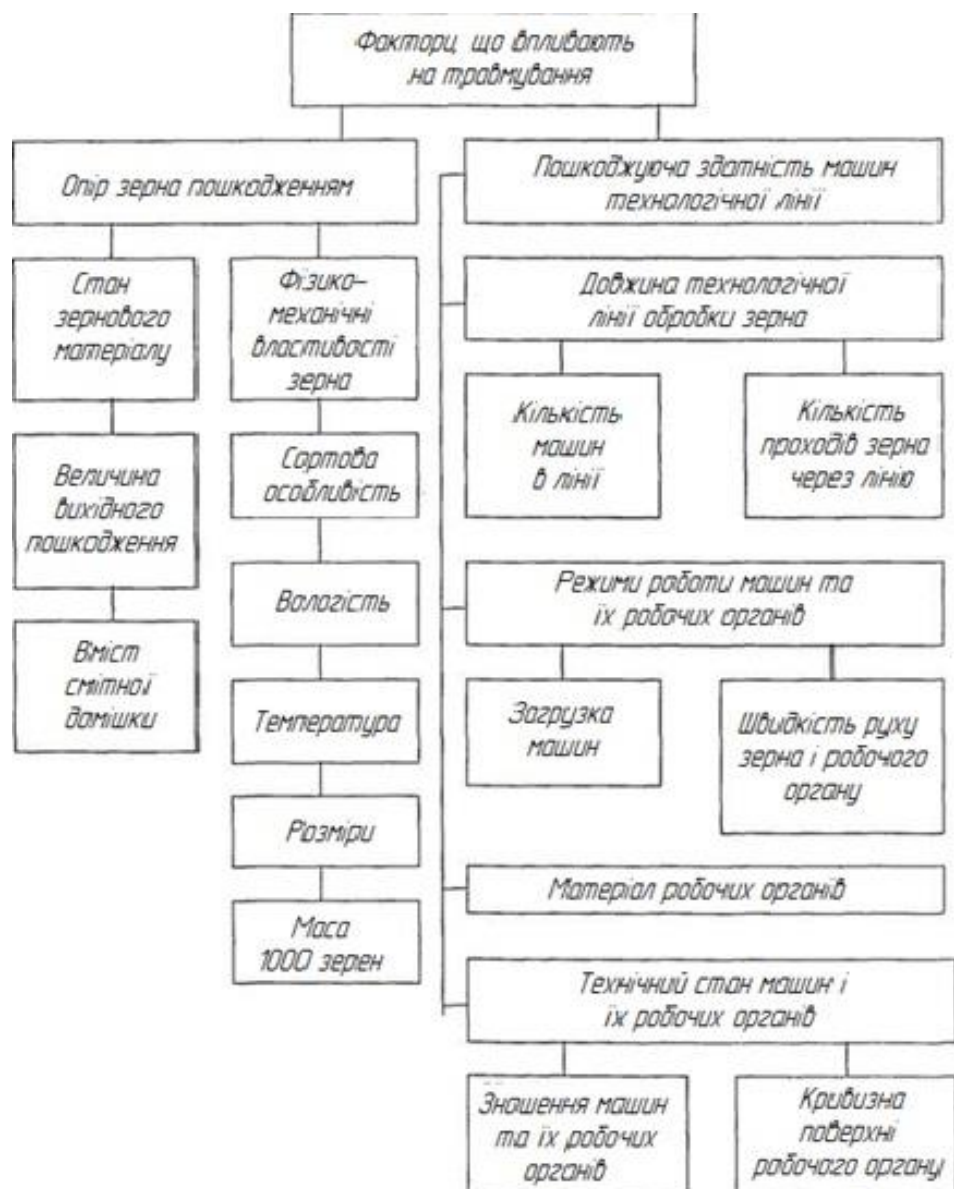 Фактори, що впливають
на травмування
Опір зерна пошкодженням
Пошкоджуюча здатність машин
технологічної лінії
Стан
зернового
матеріалу
Фізико-
механічні
властивості
зерна
Довжина технологічної
лінії обробки зерна
Кількість
машин
в лінії
Кількість
проходів зерна
через лінію
Величина
вихідного
пошкодження
Сортова
особливість
Вологість
Режими роботи машин та
їх робочих органів
Вміст
смітної
домішки
Температура
Загрузка
машин
Швидкість руху
зерна і робочого
органу
Розміри
Матеріал робочих органів
Маса
1000 зерен
Технічний стан машин і
їх робочих органів
Зношення машин
та їх робочих
органів
Кривизна
поверхні
робочого органу